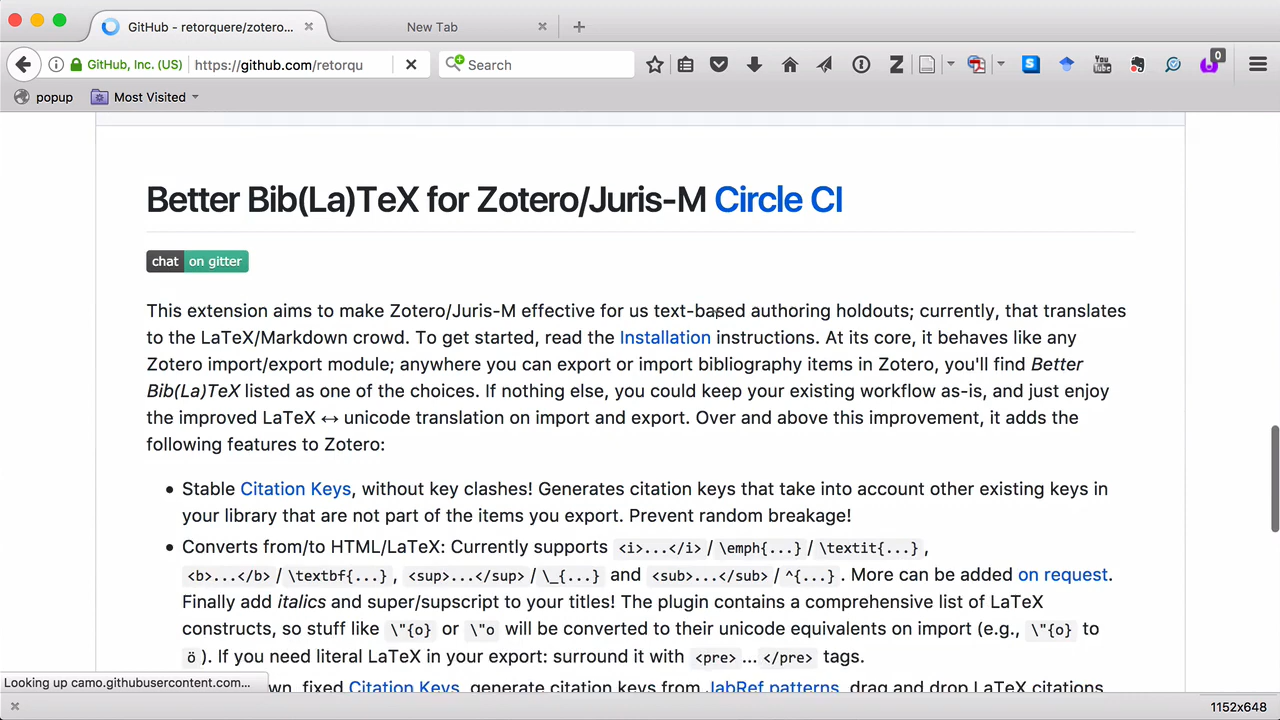 GitHub - retorquere/zotero... New Tab
GitHub, Inc. (US) https://github.com/retorqu Search 0
popup Most Visited
Better Bib(La)TeX for Zotero/Juris-M Circle CI
chat on gitter
This extension aims to make Zotero/Juris-M effective for us text-based authoring holdouts; currently, that translates
to the LaTeX/Markdown crowd. To get started, read the Installation instructions. At its core, it behaves like any
Zotero import/export module; anywhere you can export or import bibliography items in Zotero, you'll find Better
Bib(La)TeX listed as one of the choices. If nothing else, you could keep your existing workflow as-is, and just enjoy
the improved LaTeX ↔ unicode translation on import and export. Over and above this improvement, it adds the
following features to Zotero:
• Stable Citation Keys, without key clashes! Generates citation keys that take into account other existing keys in
your library that are not part of the items you export. Prevent random breakage!
• Converts from/to HTML/LaTeX: Currently supports <i>...</i> / \emph{...} / \textit{...} ,
<b>...</b> / \textbf{...} , <sup>...</sup> / \_{...} and <sub>...</sub> / ^{...} . More can be added on request.
Finally add italics and super/supscript to your titles! The plugin contains a comprehensive list of LaTeX
constructs, so stuff like \"{o} or \"o will be converted to their unicode equivalents on import (e.g., \"{o} to
ö ). If you need literal LaTeX in your export: surround it with <pre> ... </pre> tags.
wn, fixed Citation Keys, generate citation keys from JabRef patterns, drag and drop LaTeX citations
Looking up camo.githubusercontent.com...
1152x648